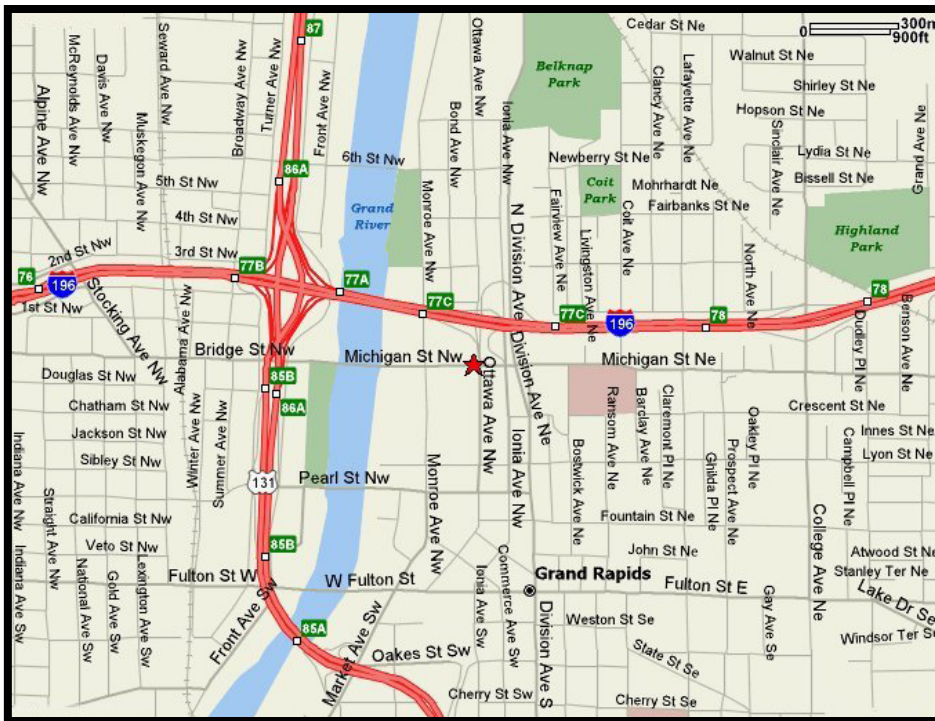 Cedar St Ne
300m
900ft
87
Seward Ave Nw
McReynolds Ave Nw
Davis Ave Nw
Alpine Ave Nw
Muskegon Ave Nw
Broadway Ave Nw
Turner Ave Nw
Front Ave Nw
Ottawa Ave Nw
Bond Ave Nw
Ionia Ave Nw
Belknap
Park
Clancy Ave Ne
Lafayette Ave Ne
Walnut St Ne
Shirley St Ne
Hopson St Ne
Sinclair Ave Ne
Lydia St Ne
Bissell St Ne
Grand Ave Ne
6th St Nw
86A
5th St Nw
4th St Nw
3rd St Nw
2nd St Nw
1st St Nw
Grand
River
Monroe Ave Nw
Newberry St Ne
Coit
Park
Mohrhardt Ne
Fairbanks St Ne
Highland
Park
N Division Ave
Division Ave Ne
Fairview Ave Ne
Livingston Ave Ne
Coit Ave Ne
North Ave Ne
76
196
77B
77A
77C
77C
196
78
78
Stocking Ave Nw
Alabama Ave Nw
Bridge St Nw
Michigan St Nw
Michigan St Ne
Dudley Pl Ne
Benson Ave Ne
Douglas St Nw
85B
86A
Chatham St Nw
Jackson St Nw
Sibley St Nw
Winter Ave Nw
Summer Ave Nw
131
Pearl St Nw
Monroe Ave Nw
Ottawa Ave Nw
Ionia Ave Nw
Bostwick Ave Ne
Ransom Ave Ne
Barclay Ave Ne
Claremont Pl Ne
Ghilda Pl Ne
Prospect Ave Ne
Oakley Pl Ne
Crescent St Ne
Innes St Ne
Lyon St Ne
Campbell Pl Ne
College Ave Ne
Indiana Ave Nw
Straight Ave Nw
California St Nw
Veto St Nw
85B
Fountain St Ne
John St Ne
Atwood St Ne
Stanley Ter Ne
Fulton St W
W Fulton St
Grand Rapids
Fulton St E
Lake Dr Se
Windsor Ter Se
Indiana Ave Sw
National Ave Sw
Gold Ave Sw
Lexington Ave Sw
Front Ave Sw
85A
Market Ave Sw
Oakes St Sw
Ionia Ave Sw
Commerce Ave Sw
Division Ave S
Weston St Se
State St Se
Gay Ave Se
Cherry St Sw
Cherry St Se